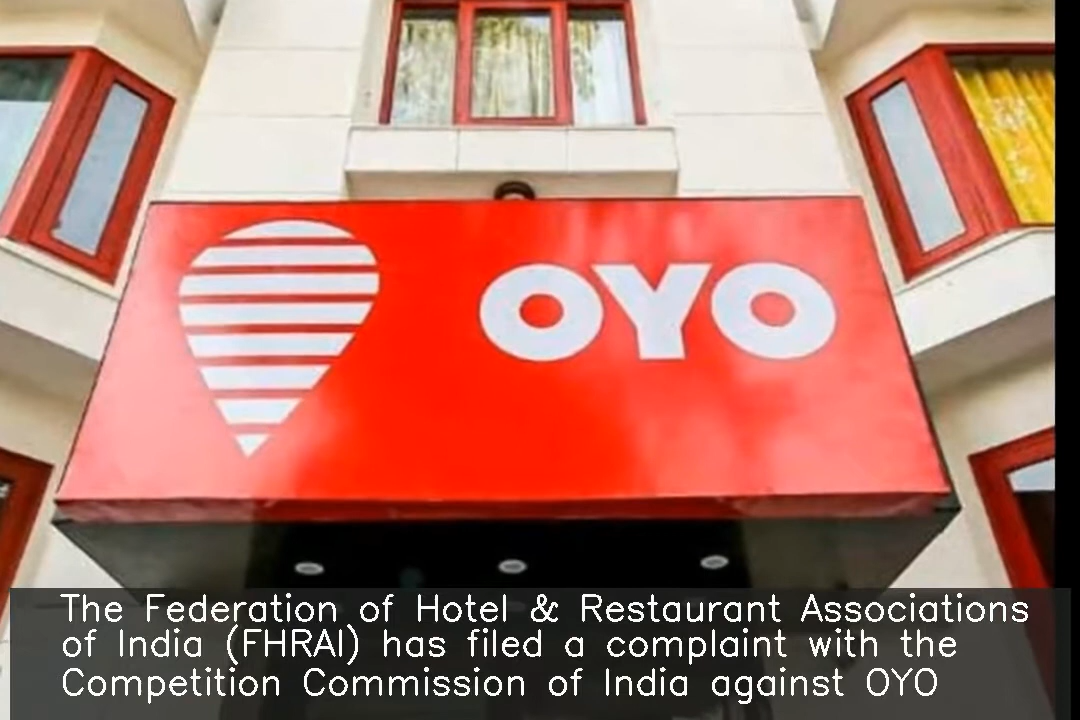 OYO
The Federation of Hotel & Restaurant Associations
of India (FHRAI) has filed a complaint with the
Competition Commission of India against OYO